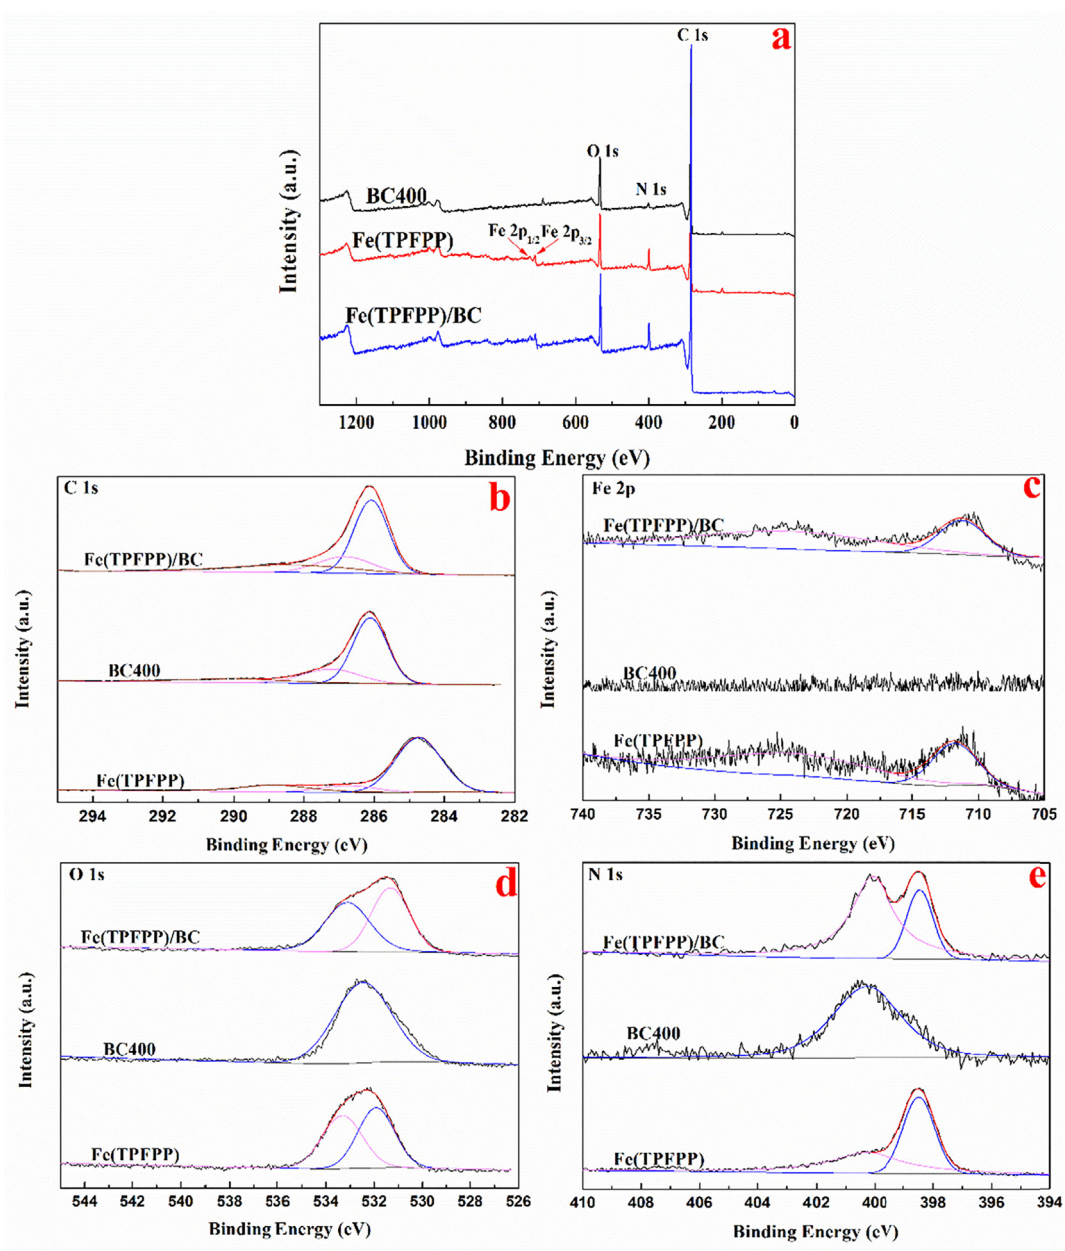 C 1s
a
O 1s
BC400
N 1s
Fe(TPFPP)
Fe 2p1/2 Fe 2p3/2
Fe(TPFPP)/BC
Intensity (a.u.)
1200 1000 800 600 400 200 0
Binding Energy (eV)
C 1s
b
Fe(TPFPP)/BC
BC400
Fe(TPFPP)
Intensity (a.u.)
294 292 290 288 286 284 282
Binding Energy (eV)
Fe 2p
c
Fe(TPFPP)/BC
BC400
Fe(TPFPP)
Intensity (a.u.)
740 735 730 725 720 715 710 705
Binding Energy (eV)
O 1s
d
Fe(TPFPP)/BC
BC400
Fe(TPFPP)
Intensity (a.u.)
544 542 540 538 536 534 532 530 528 526
Binding Energy (eV)
N 1s
e
Fe(TPFPP)/BC
BC400
Fe(TPFPP)
Intensity (a.u.)
410 408 406 404 402 400 398 396 394
Binding Energy (eV)